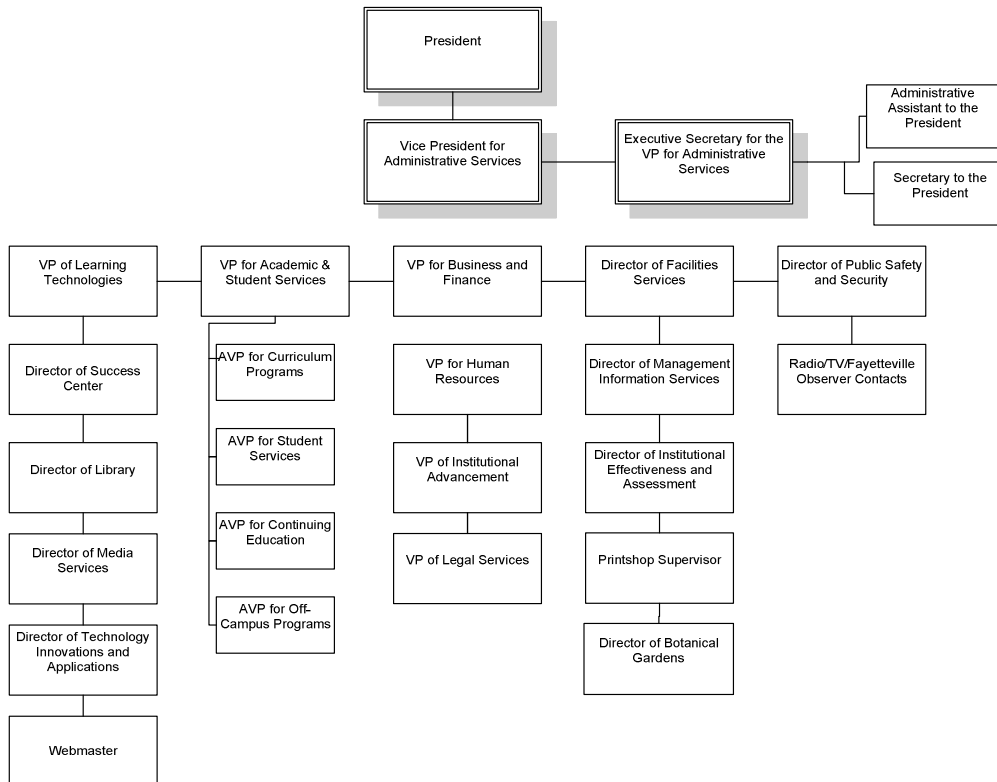 President
Vice President for
Administrative Services
Executive Secretary for the
VP for Administrative
Services
Administrative
Assistant to the
President
Secretary to the
President
VP of Learning
Technologies
VP for Academic &
Student Services
VP for Business and
Finance
Director of Facilities
Services
Director of Public Safety
and Security
Director of Success
Center
Director of Library
Director of Media
Services
Director of Technology
Innovations and
Applications
Webmaster
AVP for Curriculum
Programs
AVP for Student
Services
AVP for Continuing
Education
AVP for Off-
Campus Programs
VP for Human
Resources
VP of Institutional
Advancement
VP of Legal Services
Director of Management
Information Services
Director of Institutional
Effectiveness and
Assessment
Printshop Supervisor
Director of Botanical
Gardens
Radio/TV/Fayetteville
Observer Contacts